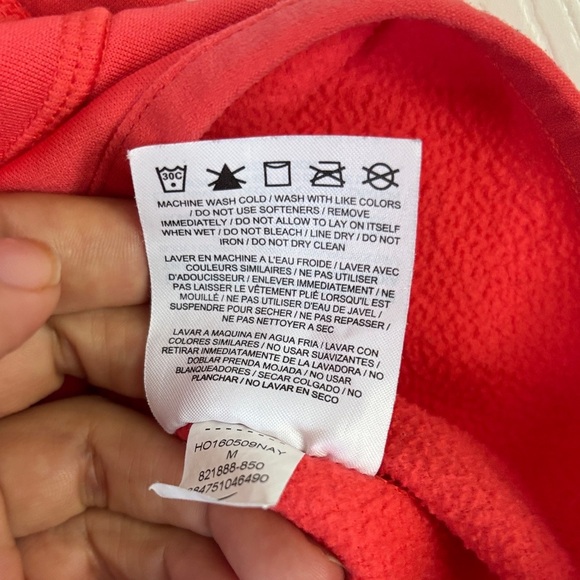 30C
MACHINE WASH COLD / WASH WITH LIKE COLORS
/ DO NOT USE SOFTENERS / REMOVE
IMMEDIATELY / DO NOT ALLOW TO LAY ON ITSELF
WHEN WET / DO NOT BLEACH / LINE DRY / DO NOT
IRON / DO NOT DRY CLEAN
LAVER EN MACHINE A L'EAU FROIDE / LAVER AVEC
COULEURS SIMILAIRES / NE PAS UTILISER
D'ADOUCISSEUR / ENLEVER IMMEDIATEMENT / NE
PAS LAISSER LE VÊTEMENT PLIÉ LORSQU'IL EST
MOUILLÉ / NE PAS UTILISER D'EAU DE JAVEL /
SUSPENDRE POUR SECHER / NE PAS REPASSER /
NE PAS NETTOYER A SEC
LAVAR A MAQUINA EN AGUA FRIA / LAVAR CON
COLORES SIMILARES / NO USAR SUAVIZANTES /
RETIRAR INMEDIATAMENTE DE LA LAVADORA / NO
DOBLAR PRENDA MOJADA / NO USAR
BLANQUEADORES / SECAR COLGADO / NO
PLANCHAR / NO LAVAR EN SECO
HO160509NAY
M
821888-850
84751046490